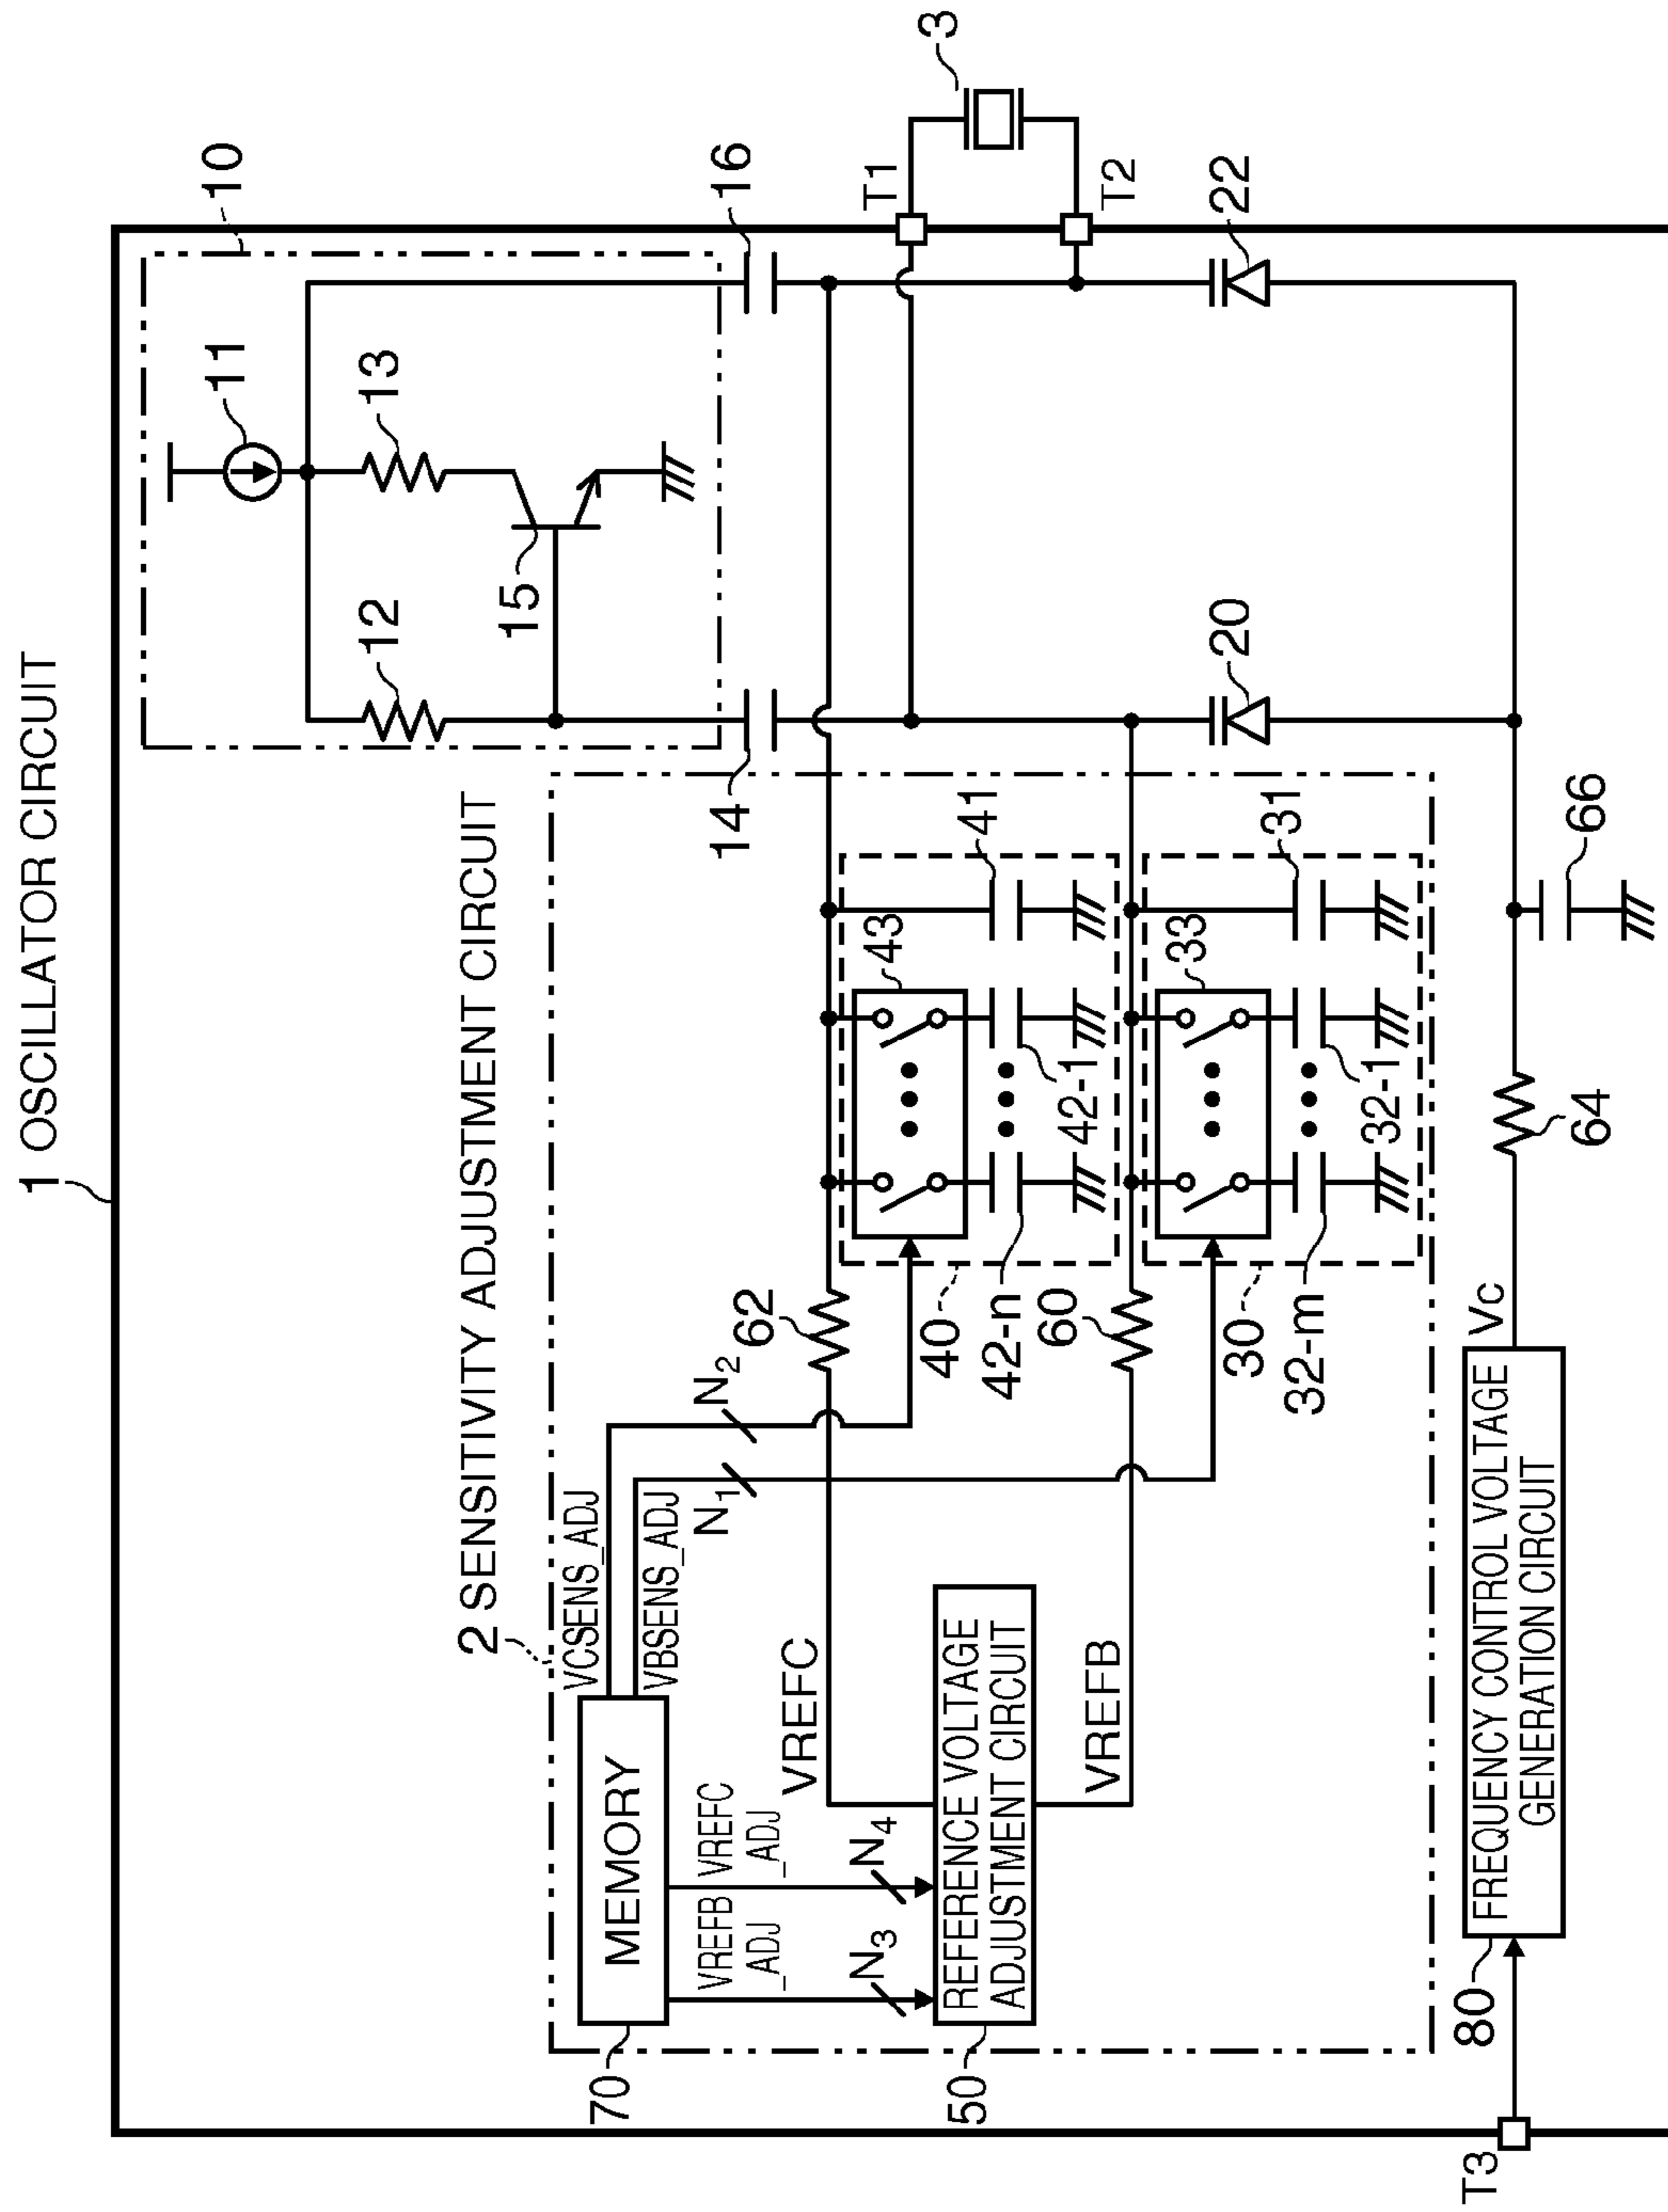 1 OSCILLATOR CIRCUIT
10
11
12
13
15
14
16
2 SENSITIVITY ADJUSTMENT CIRCUIT
VCSENS_ADJ
VBSENS_ADJ
N2
N1
MEMORY
70
VREFB
_ADJ
VREFC
_ADJ
N3
N4
VREFC
62
43
41
40
42-n
42-1
T1
3
T2
REFERENCE VOLTAGE
ADJUSTMENT CIRCUIT
50
VREFB
60
33
31
30
32-m
32-1
20
22
T3
80
FREQUENCY CONTROL VOLTAGE
GENERATION CIRCUIT
Vc
64
66